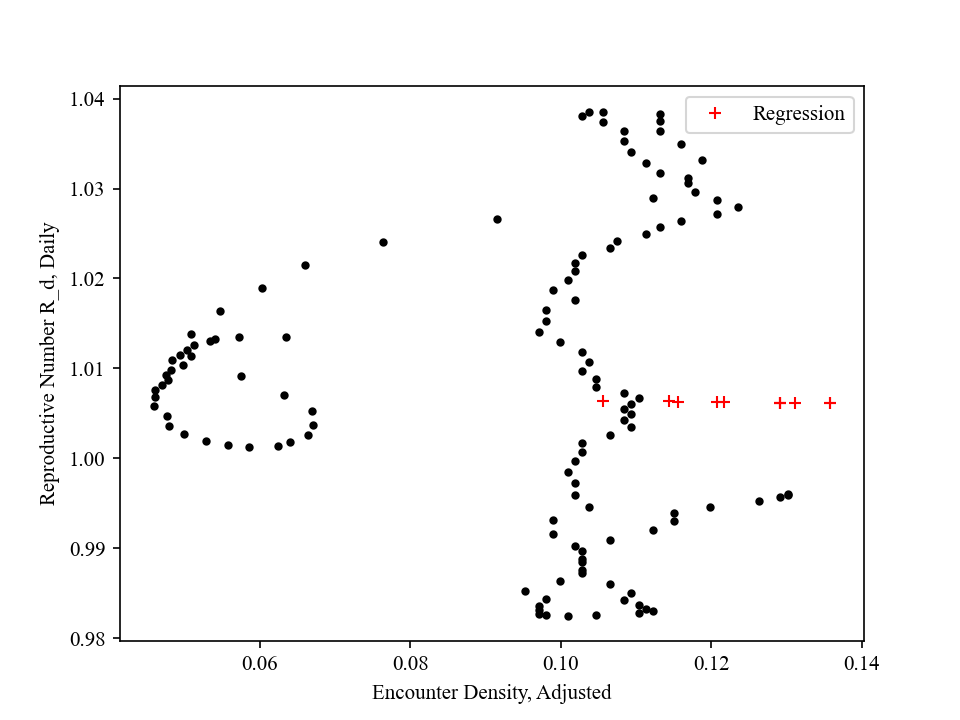 1.04
1.03
1.02
1.01
1.00
0.99
0.98
Reproductive Number R_d, Daily
Regression
0.06 0.08 0.10 0.12 0.14
Encounter Density, Adjusted